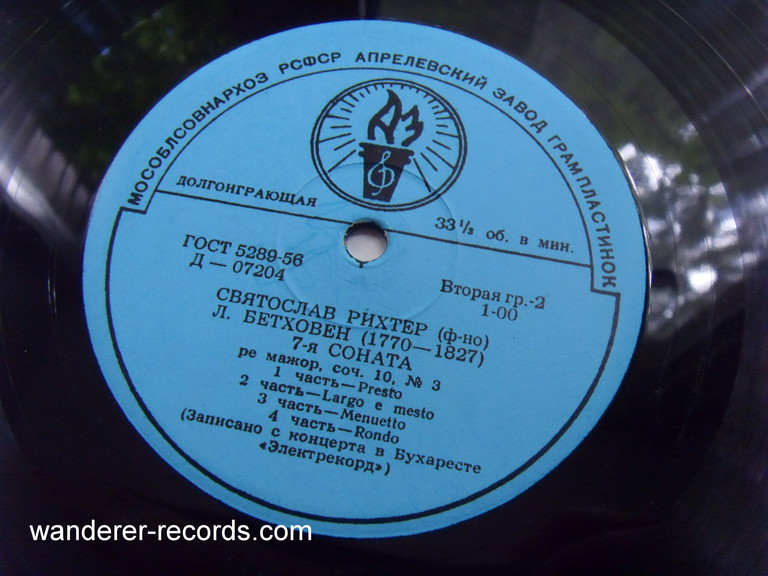 МОСОБЛСОВНАРХОЗ РСФСР АПРЕЛЕВСКИЙ ЗАВОД ГРАМПЛАСТИНОК
АЗ
ДОЛГОИГРАЮЩАЯ
33⅓ об. в мин.
ГОСТ 5289-56
Д — 07204
Вторая гр.-2
1-00
СВЯТОСЛАВ РИХТЕР (ф-но)
Л. БЕТХОВЕН (1770—1827)
7-я СОНАТА
ре мажор, соч. 10, № 3
1 часть—Presto
2 часть—Largo e mesto
3 часть—Menuetto
4 часть—Rondo
(Записано с концерта в Бухаресте
«Электрекорд»)
wanderer-records.com